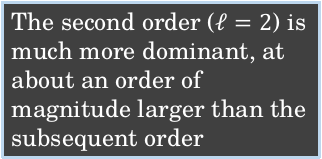 The second order (ℓ = 2) is
much more dominant, at
about an order of
magnitude larger than the
subsequent order